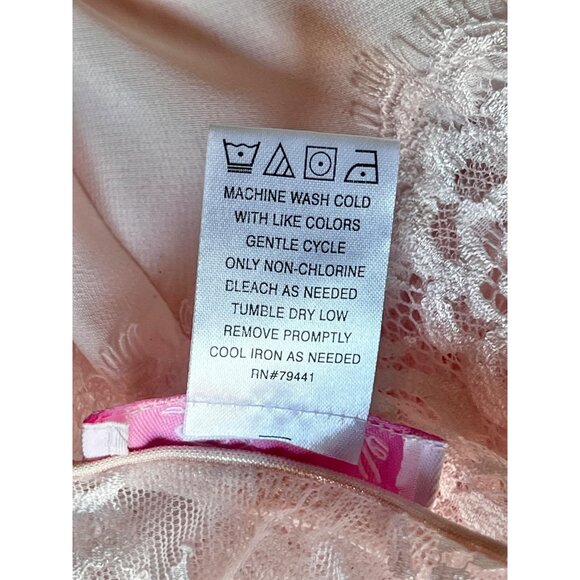 MACHINE WASH COLD
WITH LIKE COLORS
GENTLE CYCLE
ONLY NON-CHLORINE
BLEACH AS NEEDED
TUMBLE DRY LOW
REMOVE PROMPTLY
COOL IRON AS NEEDED
RN#79441